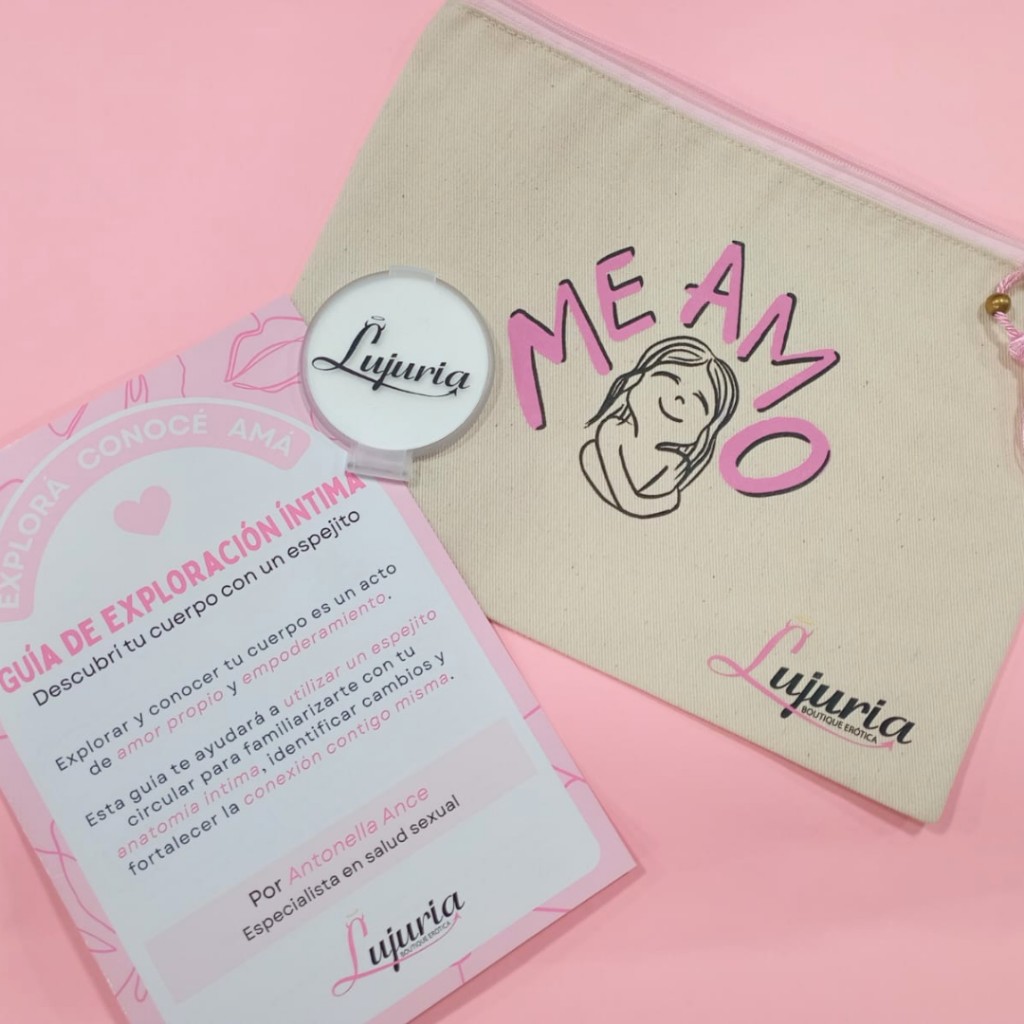 ME AMO
Lujuria
BOUTIQUE ERÓTICA
Lujuria
EXPLORÁ CONOCÉ AMÁ
GUÍA DE EXPLORACIÓN ÍNTIMA
Descubrí tu cuerpo con un espejito
Explorar y conocer tu cuerpo es un acto
de amor propio y empoderamiento.
Esta guía te ayudará a utilizar un espejito
circular para familiarizarte con tu
anatomía íntima, identificar cambios y
fortalecer la conexión contigo misma.
Por Antonella Ance
Especialista en salud sexual
Lujuria
BOUTIQUE ERÓTICA